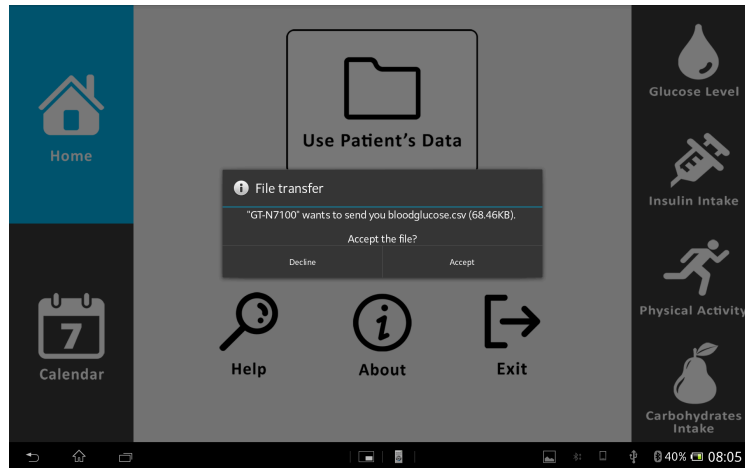 Use Patient's Data
Home
7
Calendar
File transfer
"GT-N7100" wants to send you bloodglucose.csv (68.46KB).
Accept the file?
Decline
Accept
Help
About
Exit
Glucose Level
Insulin Intake
Physical Activity
Carbohydrates
Intake
40%
08:05